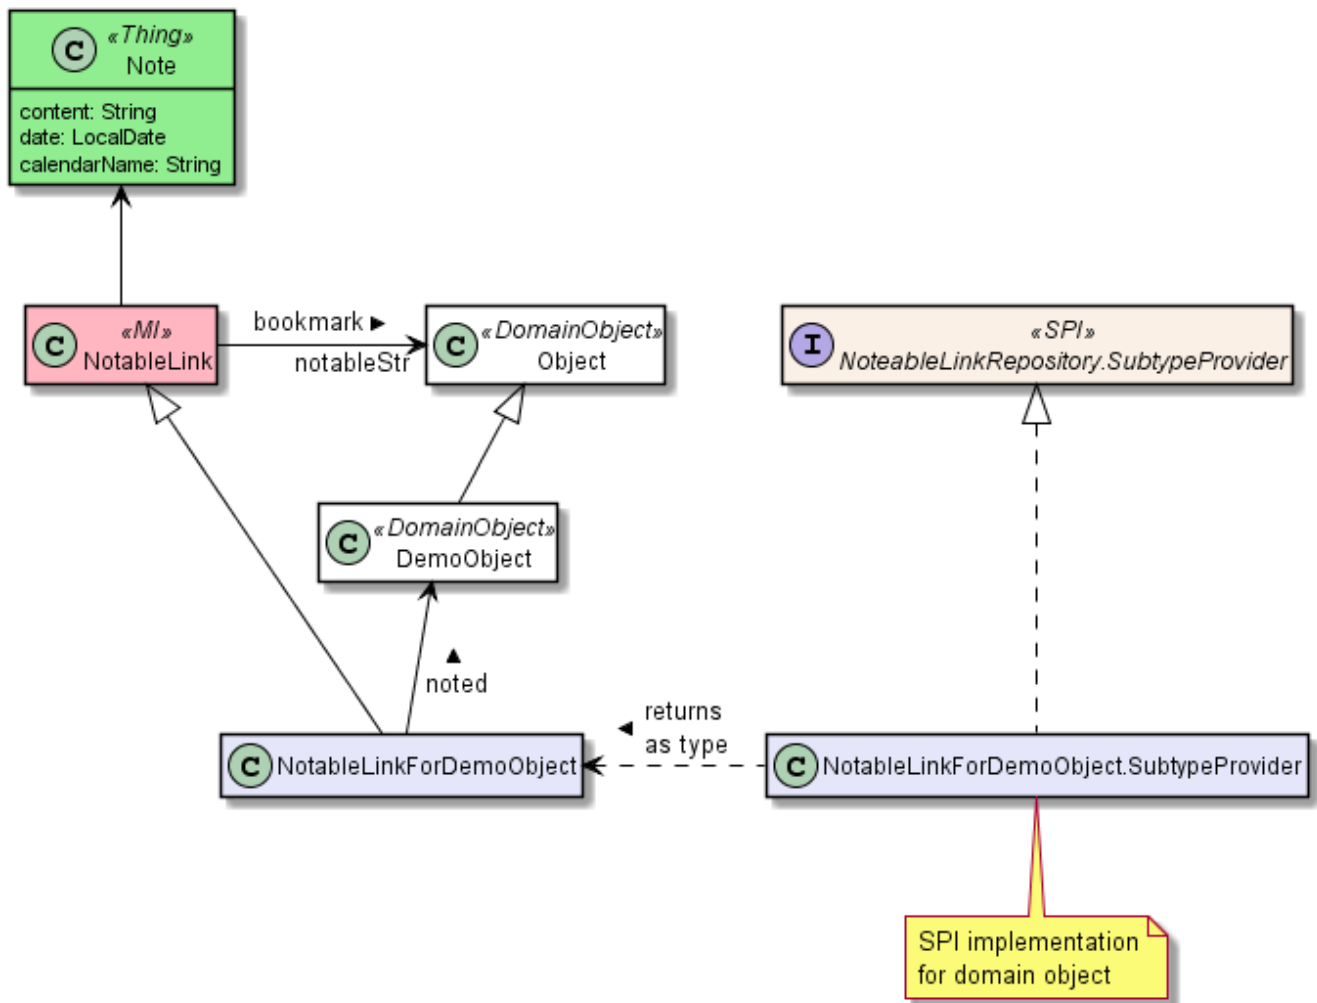 C
«Thing»
Note
content: String
date: LocalDate
calendarName: String
C
«MI»
NotableLink
bookmark ►
notableStr
C
«DomainObject»
Object
I
«SPI»
NoteableLinkRepository.SubtypeProvider
C
«DomainObject»
DemoObject
▲
noted
◄ returns
as type
C NotableLinkForDemoObject
C NotableLinkForDemoObject.SubtypeProvider
SPI implementation
for domain object